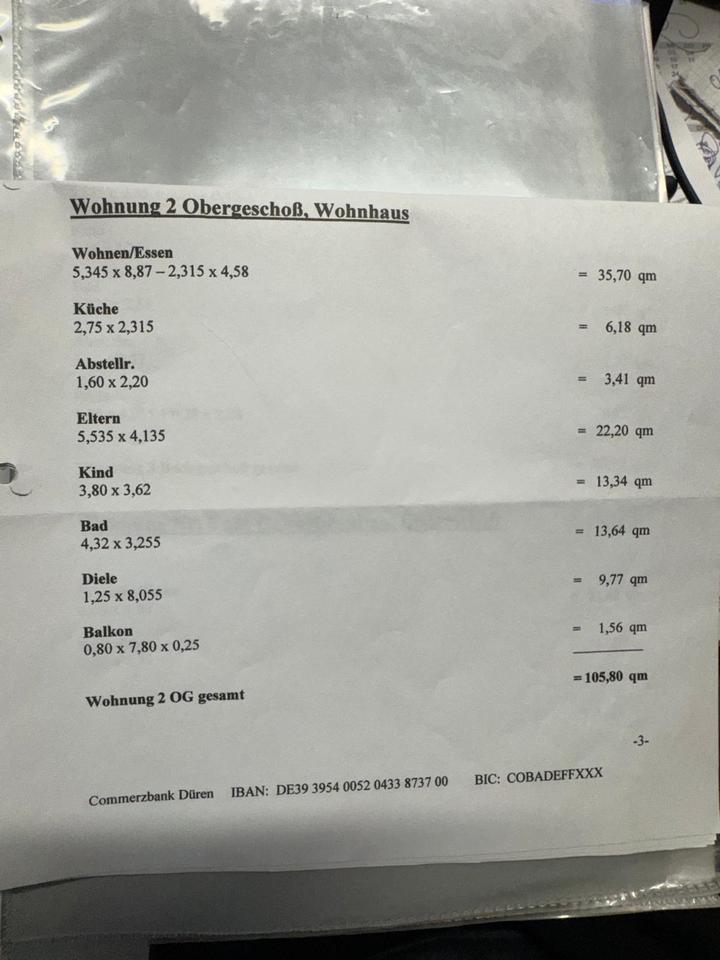 Wohnung 2 Obergeschoß, Wohnhaus
Wohnen/Essen
5,345 x 8,87 – 2,315 x 4,58 = 35,70 qm
Küche
2,75 x 2,315 = 6,18 qm
Abstellr.
1,60 x 2,20 = 3,41 qm
Eltern
5,535 x 4,135 = 22,20 qm
Kind
3,80 x 3,62 = 13,34 qm
Bad
4,32 x 3,255 = 13,64 qm
Diele
1,25 x 8,055 = 9,77 qm
Balkon
0,80 x 7,80 x 0,25 = 1,56 qm
Wohnung 2 OG gesamt = 105,80 qm
-3-
Commerzbank Düren IBAN: DE39 3954 0052 0433 8737 00 BIC: COBADEFFXXX